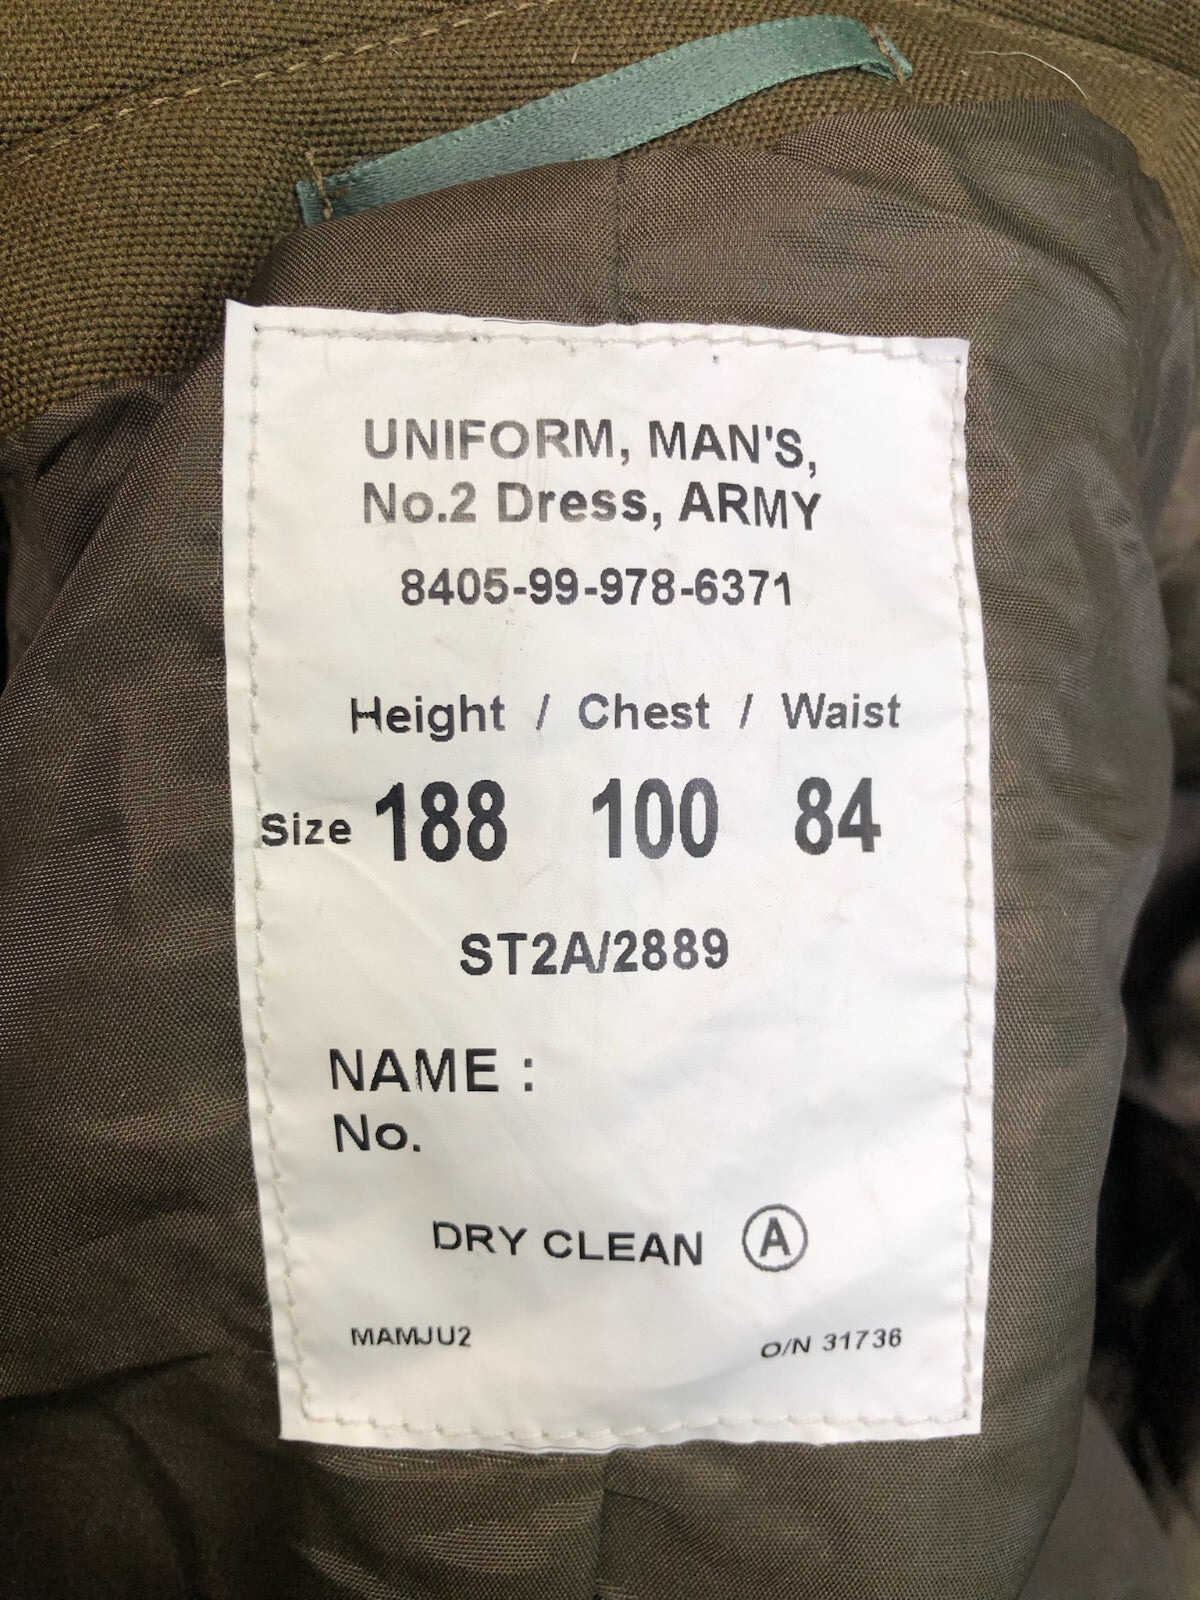 UNIFORM, MAN'S,
No.2 Dress, ARMY
8405-99-978-6371
Height / Chest / Waist
Size 188 100 84
ST2A/2889
NAME :
No.
DRY CLEAN A
MAMJU2 O/N 31736